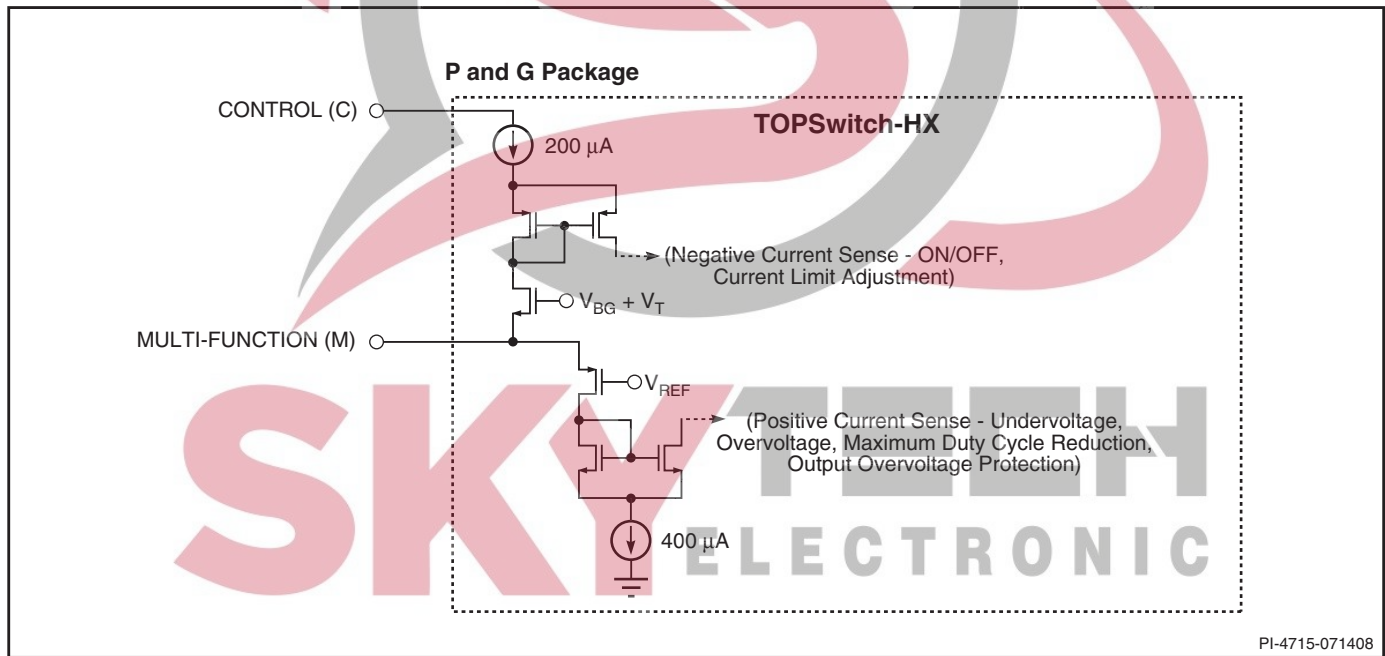 P and G Package
CONTROL (C)
TOPSwitch-HX
200 μA
(Negative Current Sense - ON/OFF,
Current Limit Adjustment)
V_BG + V_T
MULTI-FUNCTION (M)
V_REF
(Positive Current Sense - Undervoltage,
Overvoltage, Maximum Duty Cycle Reduction,
Output Overvoltage Protection)
400 μA
SKYTECH
ELECTRONIC
PI-4715-071408